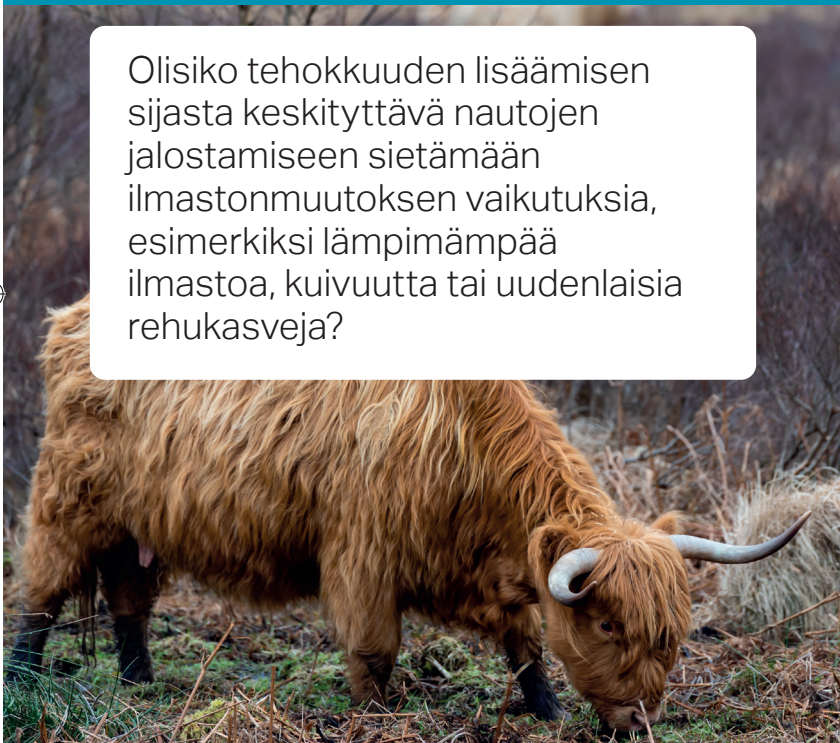 Olisiko tehokkuuden lisäämisen
sijasta keskityttävä nautojen
jalostamiseen sietämään
ilmastonmuutoksen vaikutuksia,
esimerkiksi lämpimämpää
ilmastoa, kuivuutta tai uudenlaisia
rehukasveja?